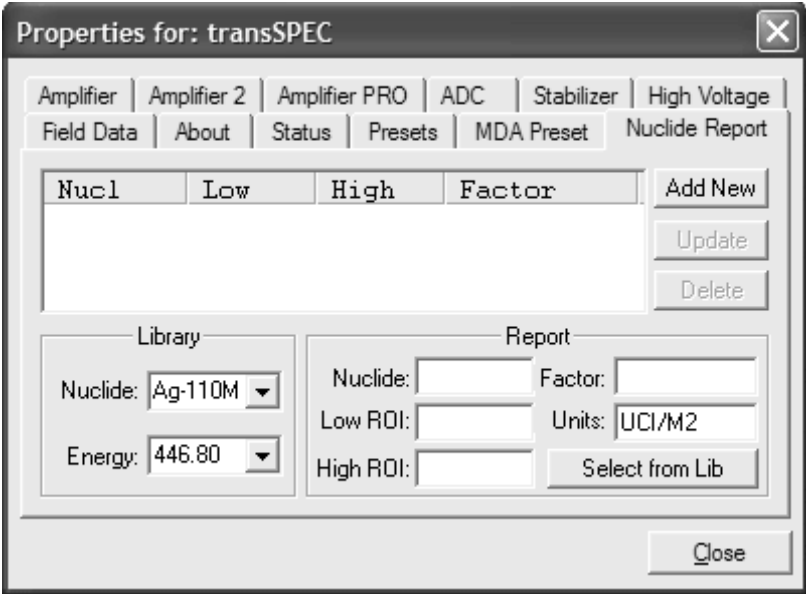 Properties for: transSPEC
Amplifier Amplifier 2 Amplifier PRO ADC Stabilizer High Voltage
Field Data About Status Presets MDA Preset Nuclide Report
Nucl Low High Factor Add New
Update
Delete
Library Report
Nuclide: Ag-110M Nuclide: Factor:
Low ROI: Units: UCI/M2
Energy: 446.80
High ROI: Select from Lib
Close